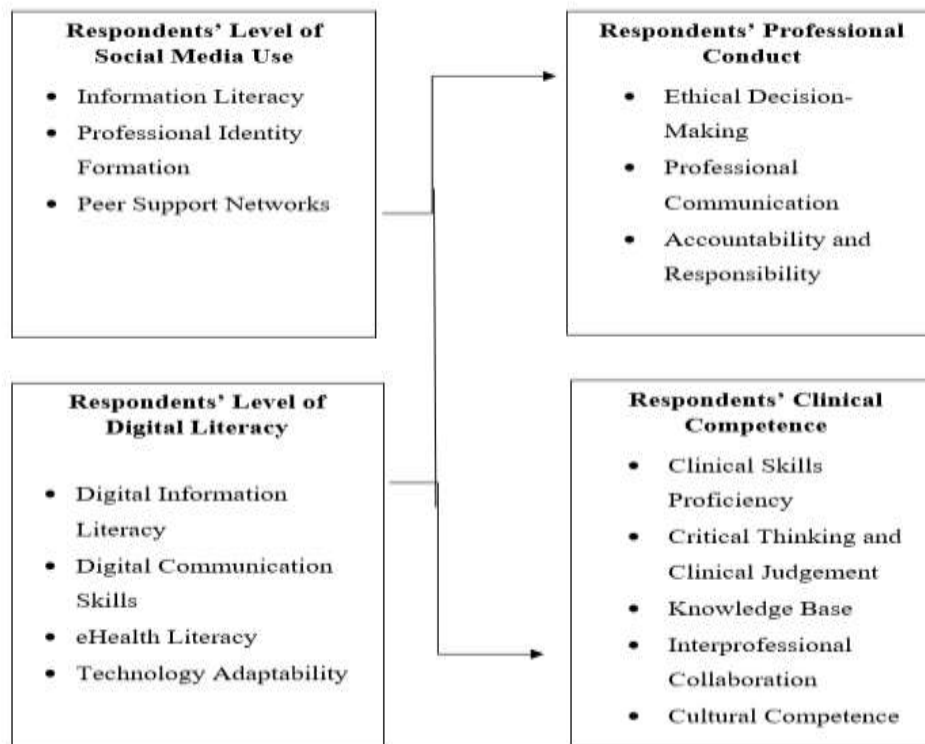 Respondents' Level of
Social Media Use
• Information Literacy
• Professional Identity
Formation
• Peer Support Networks
Respondents' Professional
Conduct
• Ethical Decision-
Making
• Professional
Communication
• Accountability and
Responsibility
Respondents' Level of
Digital Literacy
• Digital Information
Literacy
• Digital Communication
Skills
• eHealth Literacy
• Technology Adaptability
Respondents' Clinical
Competence
• Clinical Skills
Proficiency
• Critical Thinking and
Clinical Judgement
• Knowledge Base
• Interprofessional
Collaboration
• Cultural Competence